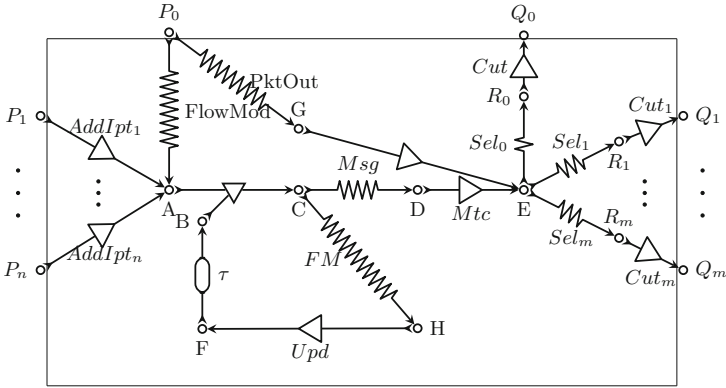 P₀
Q₀
Cut
PktOut
R₀
FlowMod
G
P₁
AddIpt₁
Sel₀
Sel₁
Cut₁
Q₁
R₁
Msg
A
B
C
D
Mtc
E
Pₙ
AddIptₙ
FM
τ
Selₘ
Rₘ
Cutₘ
Qₘ
F
Upd
H